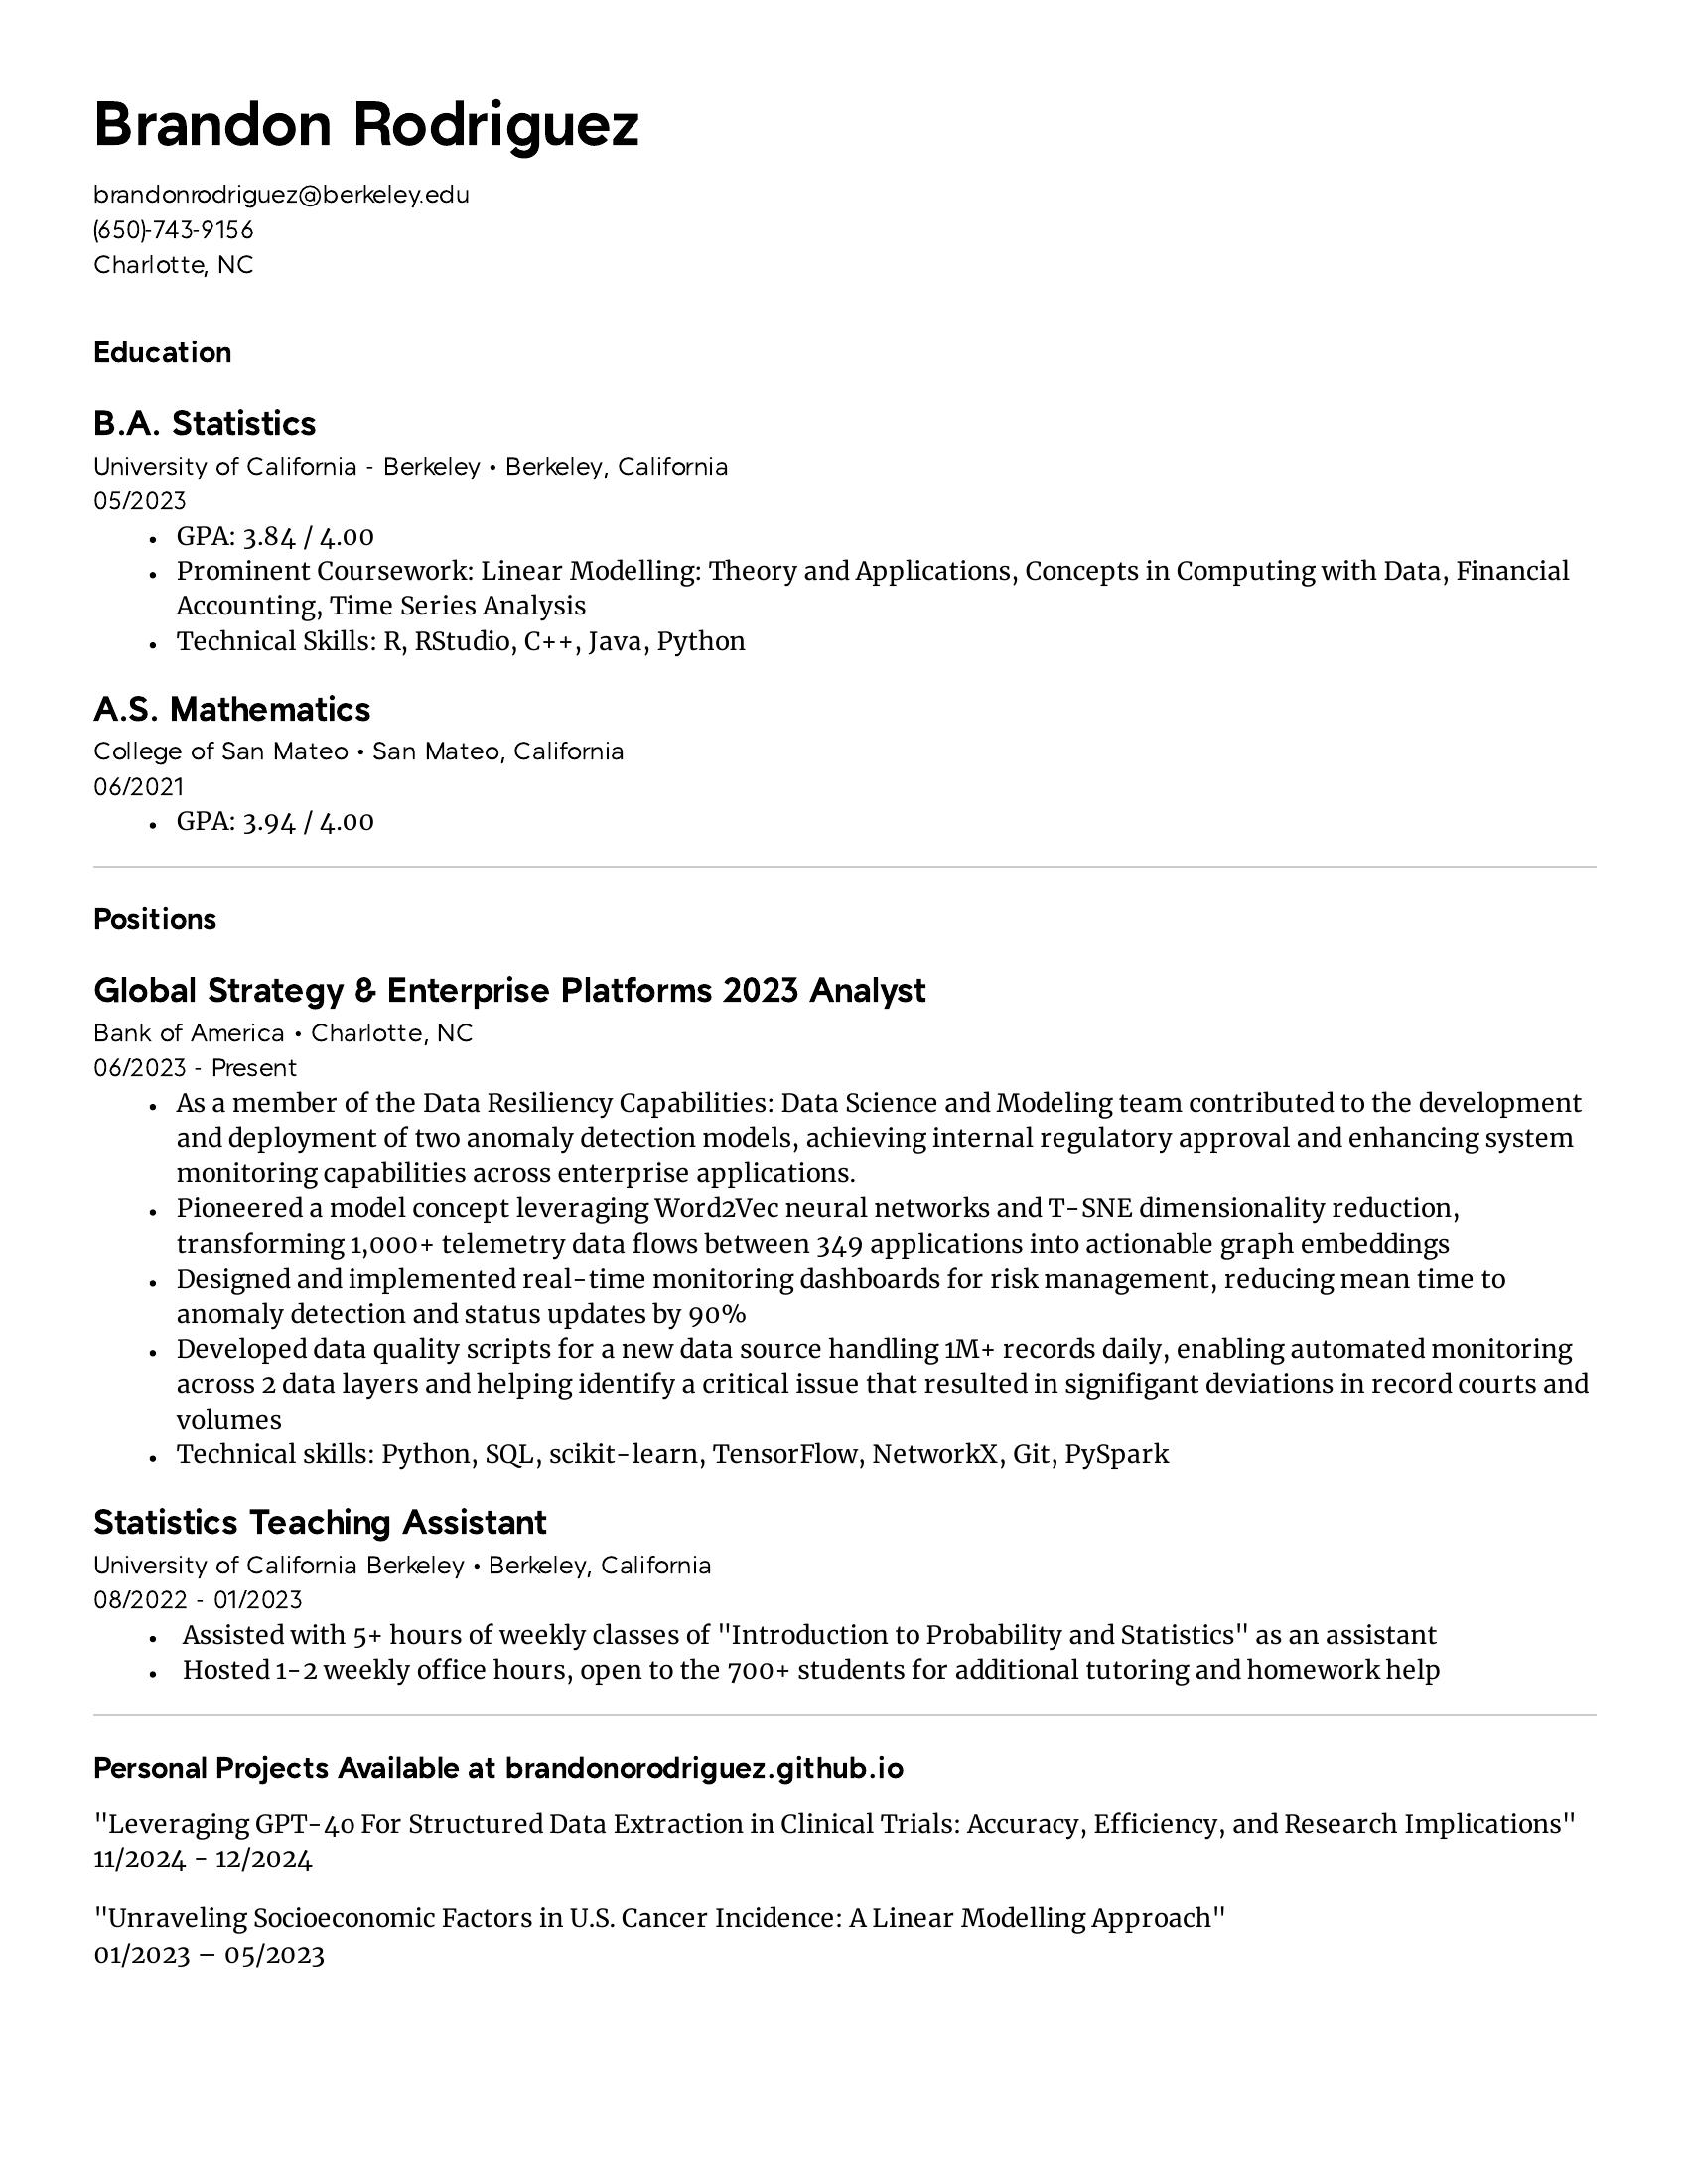 Brandon Rodriguez
brandonrodriguez@berkeley.edu
(650)-743-9156
Charlotte, NC
Education
B.A. Statistics
University of California - Berkeley • Berkeley, California
05/2023
• GPA: 3.84 / 4.00
• Prominent Coursework: Linear Modelling: Theory and Applications, Concepts in Computing with Data, Financial
Accounting, Time Series Analysis
• Technical Skills: R, RStudio, C++, Java, Python
A.S. Mathematics
College of San Mateo • San Mateo, California
06/2021
• GPA: 3.94 / 4.00
Positions
Global Strategy & Enterprise Platforms 2023 Analyst
Bank of America • Charlotte, NC
06/2023 - Present
• As a member of the Data Resiliency Capabilities: Data Science and Modeling team contributed to the development
and deployment of two anomaly detection models, achieving internal regulatory approval and enhancing system
monitoring capabilities across enterprise applications.
• Pioneered a model concept leveraging Word2Vec neural networks and T-SNE dimensionality reduction,
transforming 1,000+ telemetry data flows between 349 applications into actionable graph embeddings
• Designed and implemented real-time monitoring dashboards for risk management, reducing mean time to
anomaly detection and status updates by 90%
• Developed data quality scripts for a new data source handling 1M+ records daily, enabling automated monitoring
across 2 data layers and helping identify a critical issue that resulted in signifigant deviations in record courts and
volumes
• Technical skills: Python, SQL, scikit-learn, TensorFlow, NetworkX, Git, PySpark
Statistics Teaching Assistant
University of California Berkeley • Berkeley, California
08/2022 - 01/2023
• Assisted with 5+ hours of weekly classes of "Introduction to Probability and Statistics" as an assistant
• Hosted 1-2 weekly office hours, open to the 700+ students for additional tutoring and homework help
Personal Projects Available at brandonorodriguez.github.io
"Leveraging GPT-4o For Structured Data Extraction in Clinical Trials: Accuracy, Efficiency, and Research Implications"
11/2024 - 12/2024
"Unraveling Socioeconomic Factors in U.S. Cancer Incidence: A Linear Modelling Approach"
01/2023 – 05/2023